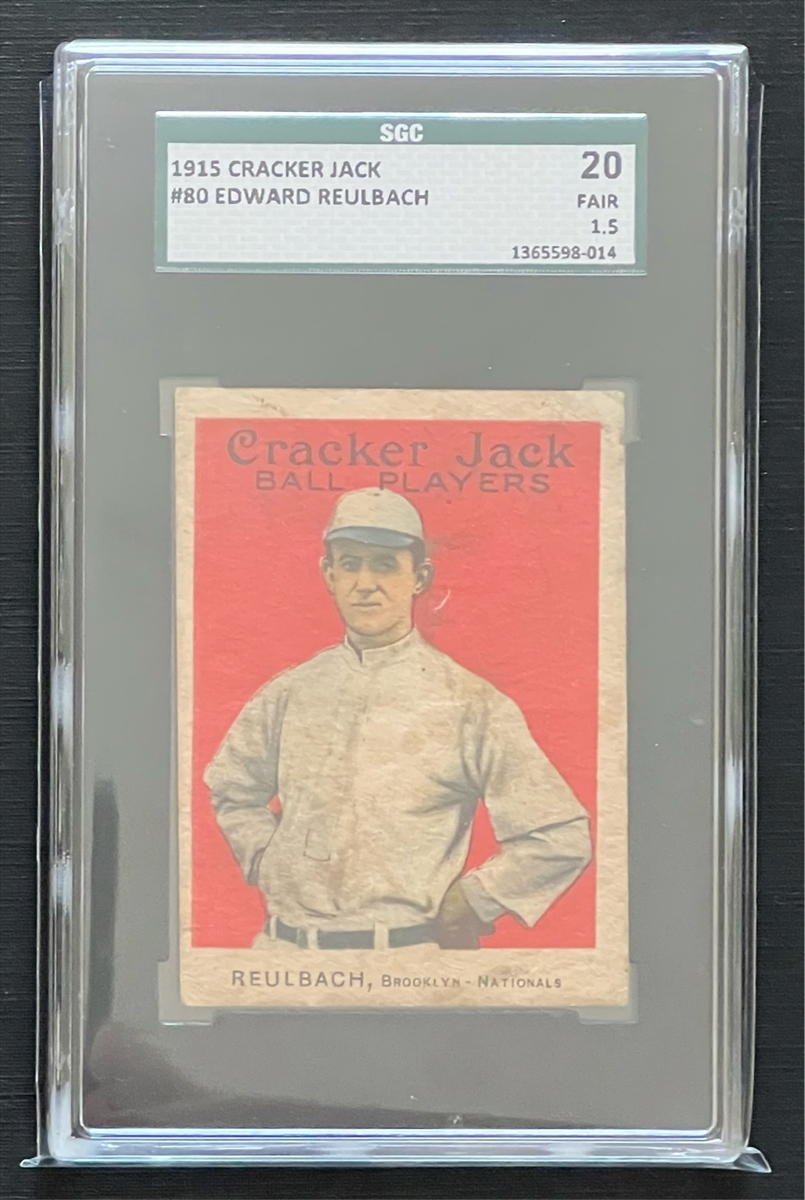 SGC
1915 CRACKER JACK
#80 EDWARD REULBACH
20
FAIR
1.5
1365598-014
Cracker Jack
BALL PLAYERS
REULBACH, BROOKLYN - NATIONALS